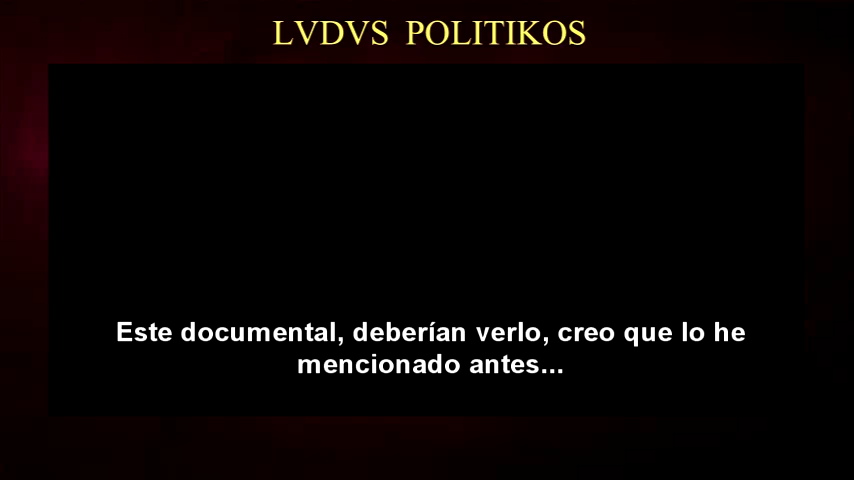 LVDVS POLITIKOS
Este documental, deberían verlo, creo que lo he
mencionado antes...